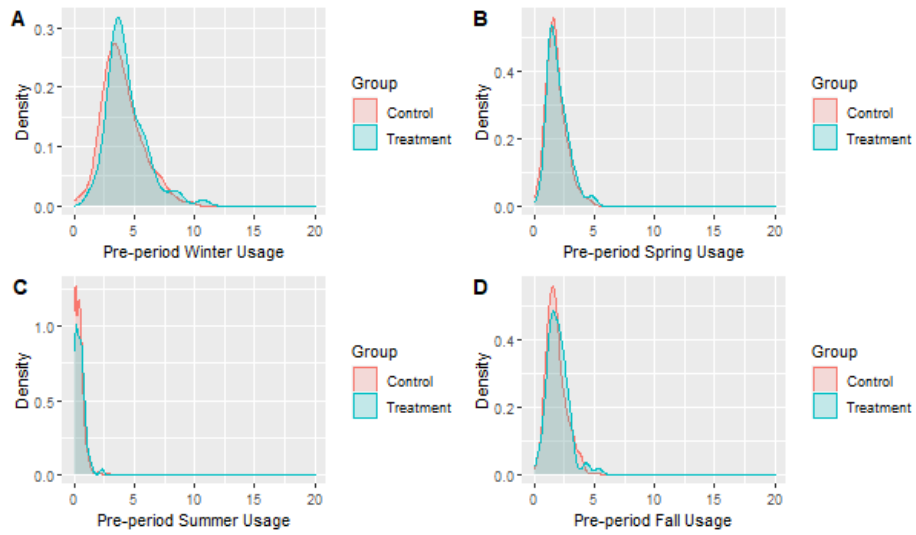 A
0.3
0.2
0.1
0.0
Density
0 5 10 15 20
Pre-period Winter Usage
Group
Control
Treatment
B
0.4
0.2
0.0
Density
0 5 10 15 20
Pre-period Spring Usage
Group
Control
Treatment
C
1.0
0.5
0.0
Density
0 5 10 15 20
Pre-period Summer Usage
Group
Control
Treatment
D
0.4
0.2
0.0
Density
0 5 10 15 20
Pre-period Fall Usage
Group
Control
Treatment